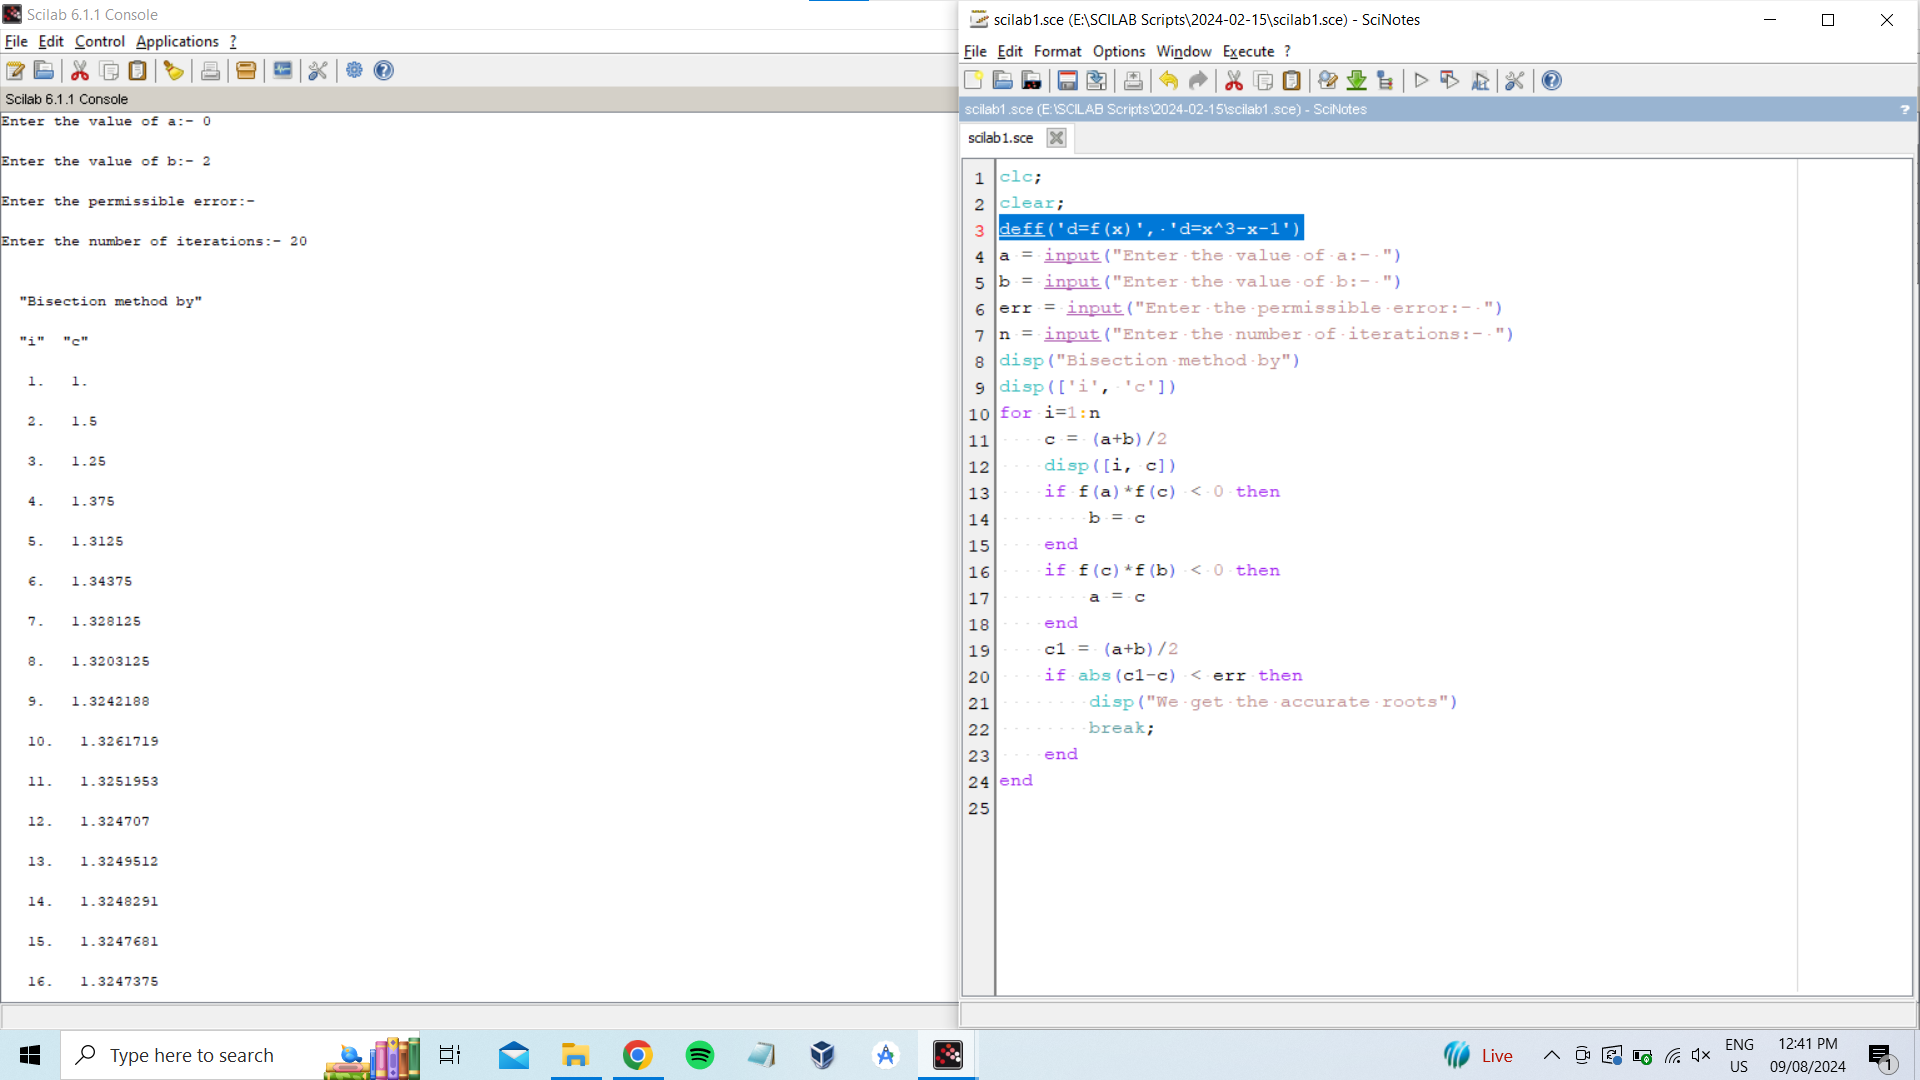 Scilab 6.1.1 Console
File Edit Control Applications ?
Scilab 6.1.1 Console
Enter the value of a:- 0
Enter the value of b:- 2
Enter the permissible error:-
Enter the number of iterations:- 20
"Bisection method by"
"i" "c"
1. 1.
2. 1.5
3. 1.25
4. 1.375
5. 1.3125
6. 1.34375
7. 1.328125
8. 1.3203125
9. 1.3242188
10. 1.3261719
11. 1.3251953
12. 1.324707
13. 1.3249512
14. 1.3248291
15. 1.3247681
16. 1.3247375
scilab1.sce (E:\SCILAB Scripts\2024-02-15\scilab1.sce) - SciNotes
File Edit Format Options Window Execute ?
scilab1.sce (E:\SCILAB Scripts\2024-02-15\scilab1.sce) - SciNotes ?
scilab1.sce
1 clc;
2 clear;
3 deff('d=f(x)', 'd=x^3-x-1')
4 a = input("Enter the value of a:- ")
5 b = input("Enter the value of b:- ")
6 err = input("Enter the permissible error:- ")
7 n = input("Enter the number of iterations:- ")
8 disp("Bisection method by")
9 disp(['i', 'c'])
10 for i=1:n
11 c = (a+b)/2
12 disp([i, c])
13 if f(a)*f(c) < 0 then
14 b = c
15 end
16 if f(c)*f(b) < 0 then
17 a = c
18 end
19 c1 = (a+b)/2
20 if abs(c1-c) < err then
21 disp("We get the accurate roots")
22 break;
23 end
24 end
25
Type here to search
Live
ENG
US
12:41 PM
09/08/2024
1